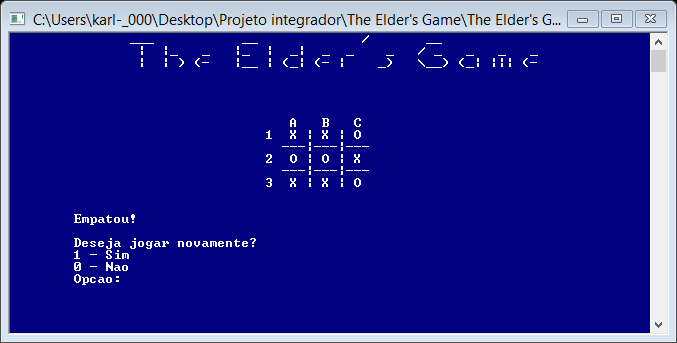 C:\Users\karl-_000\Desktop\Projeto integrador\The Elder's Game\The Elder's G...
The Elder's Game
A B C
1 X | X | O
---|---|---
2 O | O | X
---|---|---
3 X | X | O
Empatou!
Deseja jogar novamente?
1 - Sim
0 - Nao
Opcao: